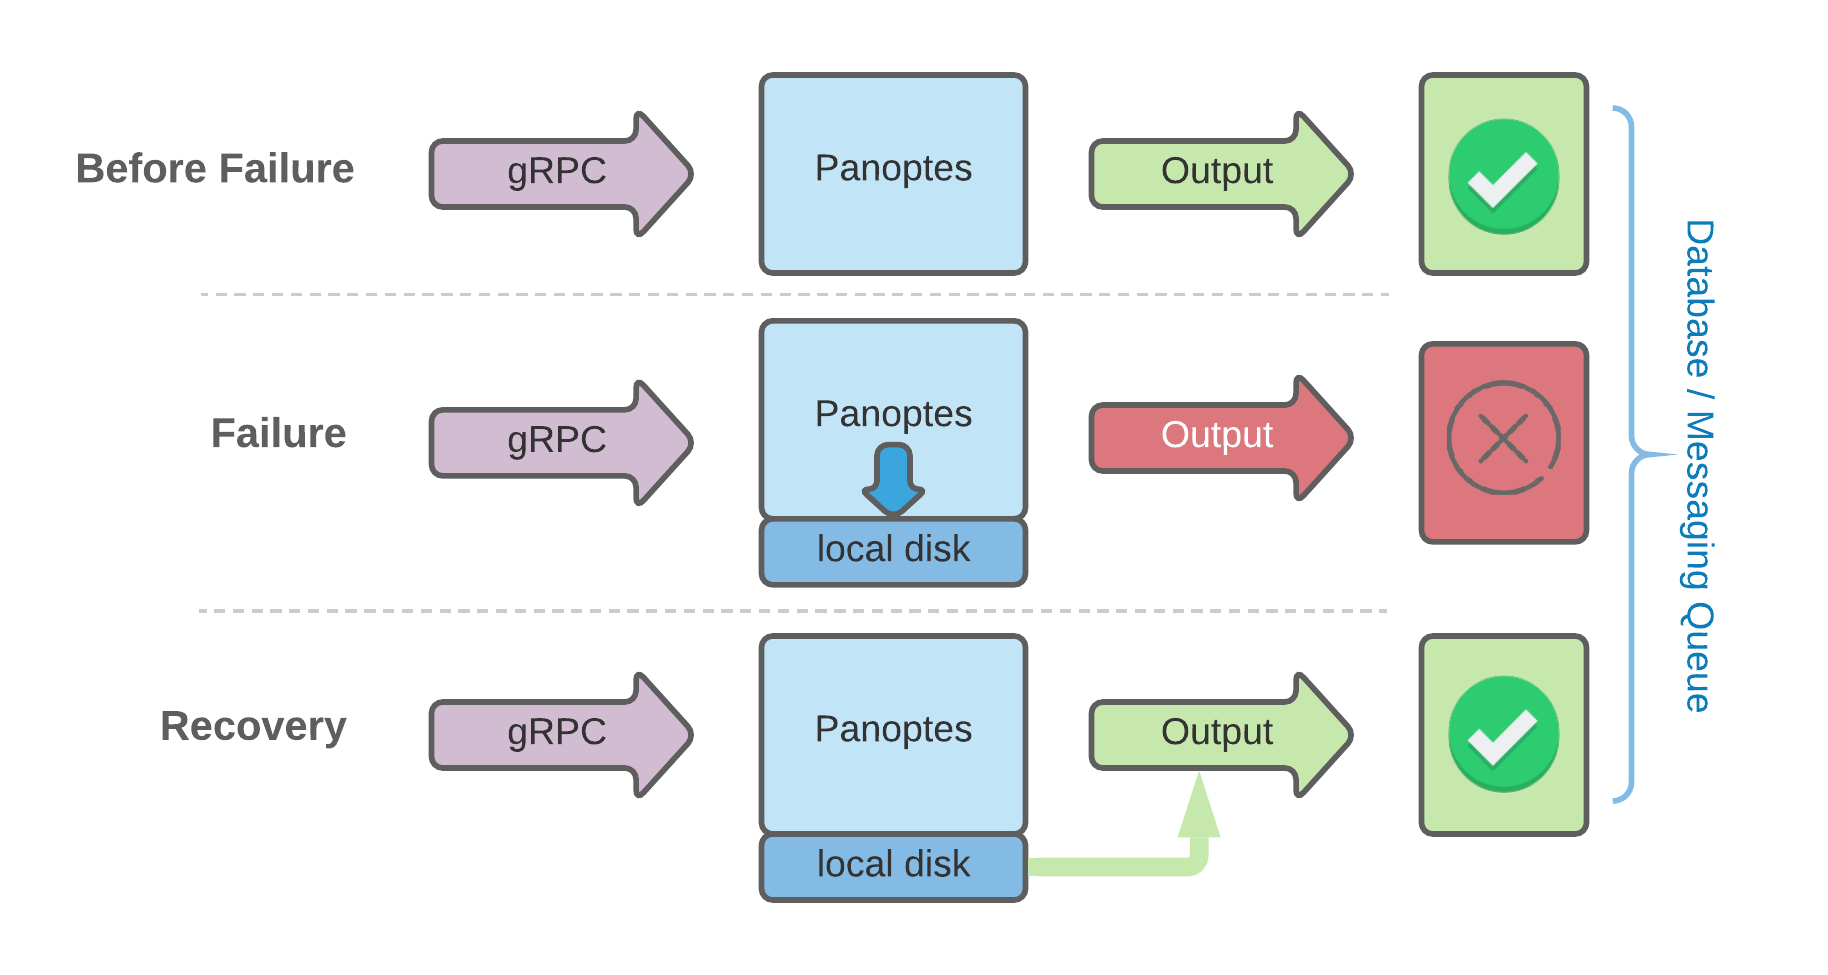 Before Failure
gRPC
Panoptes
Output
Failure
gRPC
Panoptes
local disk
Output
Recovery
gRPC
Panoptes
local disk
Output
Database / Messaging Queue